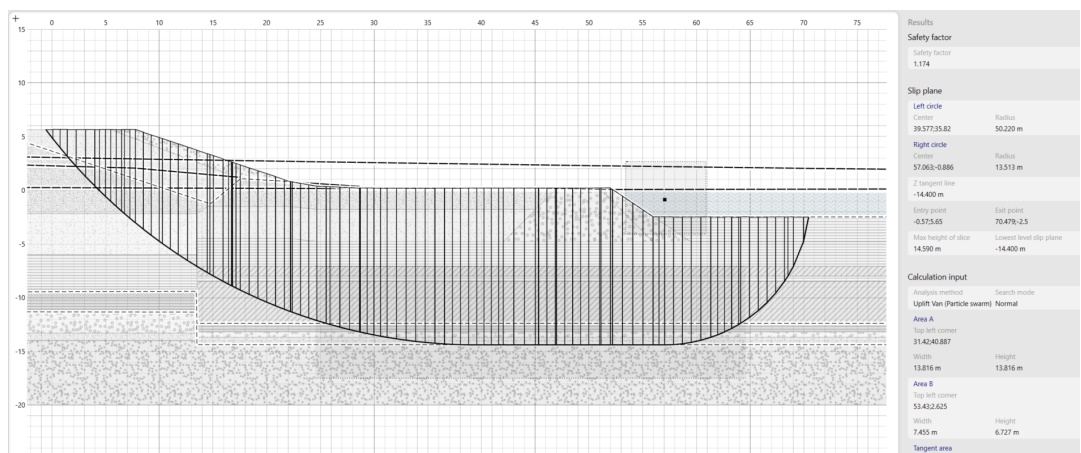 +
0 5 10 15 20 25 30 35 40 45 50 55 60 65 70 75
15
10
5
0
-5
-10
-15
-20
Results
Safety factor
Safety factor
1.174
Slip plane
Left circle
Center Radius
39.577;35.82 50.220 m
Right circle
Center Radius
57.063;-0.886 13.513 m
Z tangent line
-14.400 m
Entry point Exit point
-0.57;5.65 70.479;-2.5
Max height of slice Lowest level slip plane
14.590 m -14.400 m
Calculation input
Analysis method Search mode
Uplift Van (Particle swarm) Normal
Area A
Top left corner
31.42;40.887
Width Height
13.816 m 13.816 m
Area B
Top left corner
53.43;2.625
Width Height
7.455 m 6.727 m
Tangent area